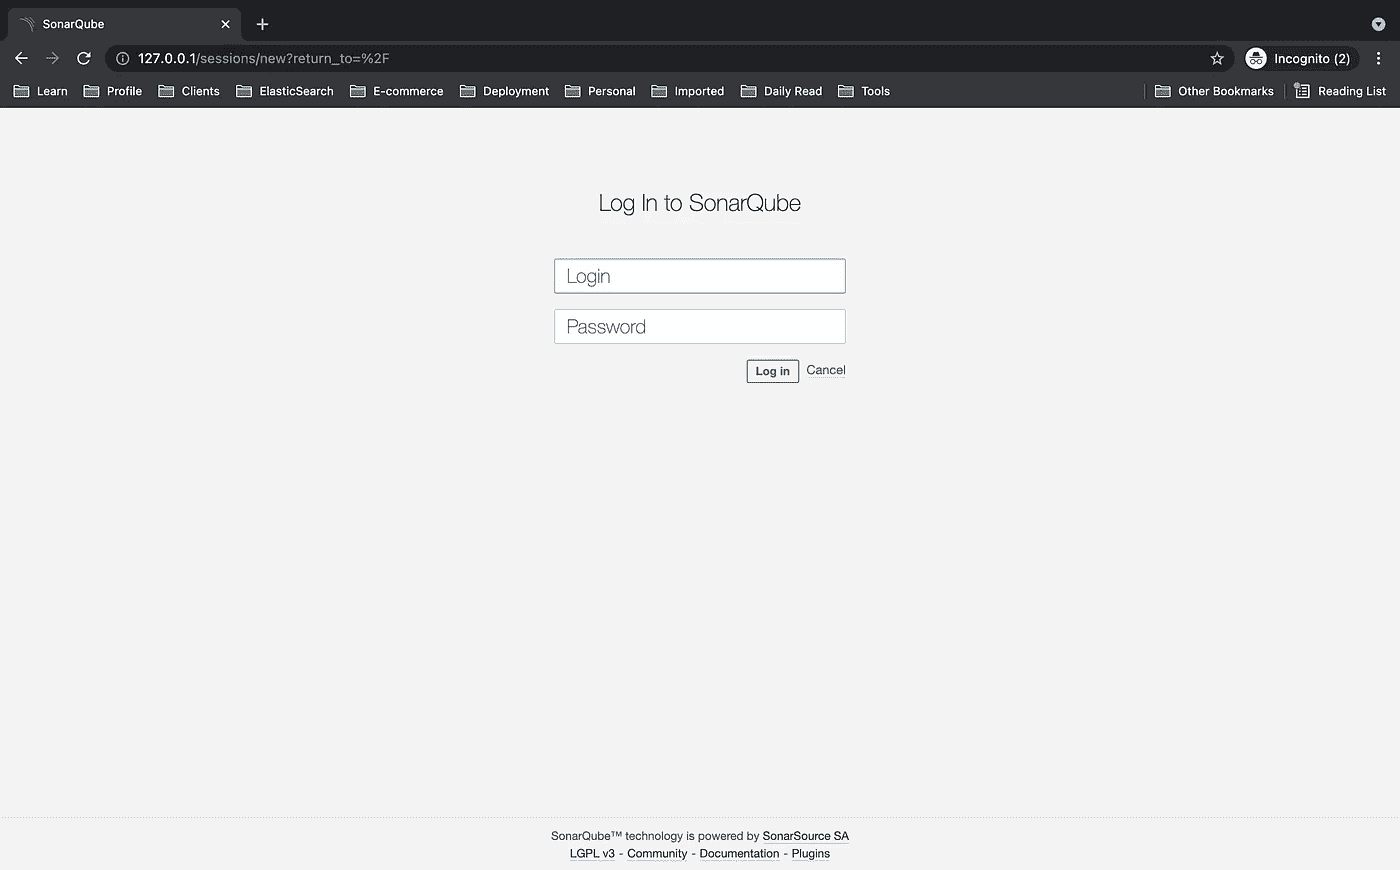 SonarQube
127.0.0.1/sessions/new?return_to=%2F
Incognito (2)
Learn Profile Clients ElasticSearch E-commerce Deployment Personal Imported Daily Read Tools Other Bookmarks Reading List
Log In to SonarQube
Login
Password
Log in Cancel
SonarQube™ technology is powered by SonarSource SA
LGPL v3 - Community - Documentation - Plugins